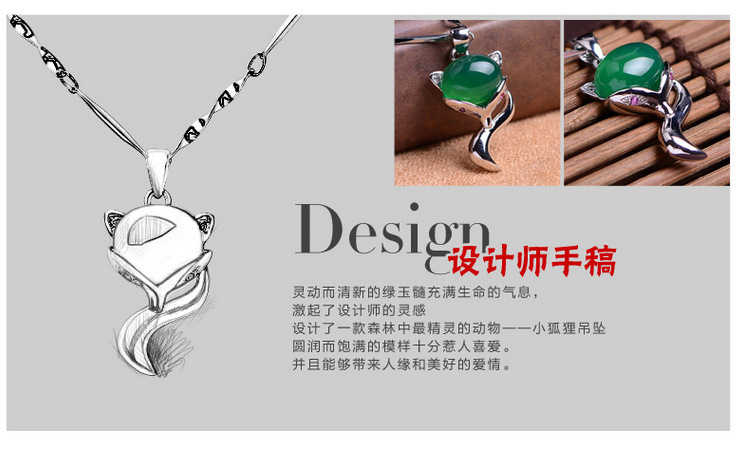 Design
设计师手稿
灵动而清新的绿玉髓充满生命的气息，
激起了设计师的灵感
设计了一款森林中最精灵的动物——小狐狸吊坠
圆润而饱满的模样十分惹人喜爱。
并且能够带来人缘和美好的爱情。